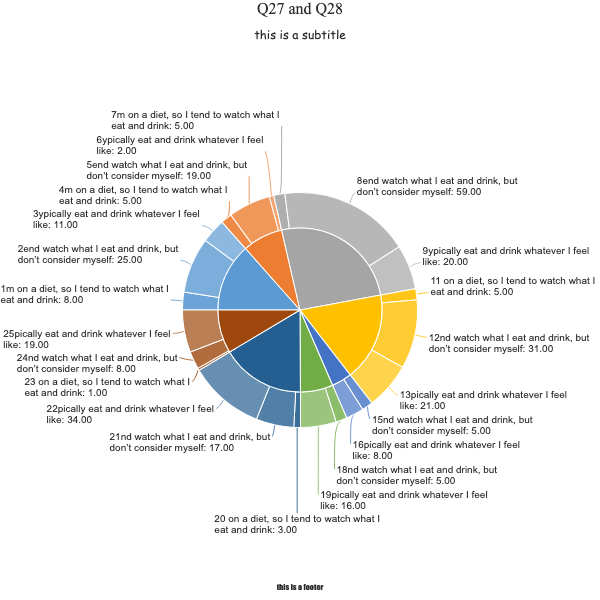 Q27 and Q28
this is a subtitle
7m on a diet, so I tend to watch what I
eat and drink: 5.00
6ypically eat and drink whatever I feel
like: 2.00
5end watch what I eat and drink, but
don't consider myself: 19.00
4m on a diet, so I tend to watch what I
eat and drink: 5.00
3ypically eat and drink whatever I feel
like: 11.00
2end watch what I eat and drink, but
don't consider myself: 25.00
1m on a diet, so I tend to watch what I
eat and drink: 8.00
8end watch what I eat and drink, but
don't consider myself: 59.00
9ypically eat and drink whatever I feel
like: 20.00
11 on a diet, so I tend to watch what I
eat and drink: 5.00
12nd watch what I eat and drink, but
don't consider myself: 31.00
13pically eat and drink whatever I feel
like: 21.00
15nd watch what I eat and drink, but
don't consider myself: 5.00
16pically eat and drink whatever I feel
like: 8.00
18nd watch what I eat and drink, but
don't consider myself: 5.00
19pically eat and drink whatever I feel
like: 16.00
25pically eat and drink whatever I feel
like: 19.00
24nd watch what I eat and drink, but
don't consider myself: 8.00
23 on a diet, so I tend to watch what I
eat and drink: 1.00
22pically eat and drink whatever I feel
like: 34.00
21nd watch what I eat and drink, but
don't consider myself: 17.00
20 on a diet, so I tend to watch what I
eat and drink: 3.00
this is a footer